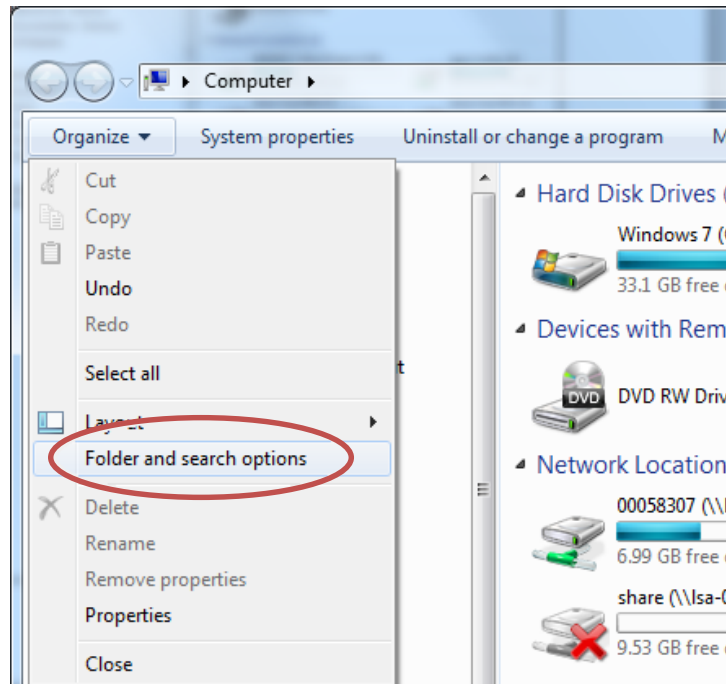 Computer
Organize
System properties
Uninstall or change a program
M
Cut
Copy
Paste
Undo
Redo
Select all
t
Layout
Folder and search options
Delete
Rename
Remove properties
Properties
Close
Hard Disk Drives (
Windows 7 (
33.1 GB free
Devices with Rem
DVD
DVD RW Driv
Network Location
00058307 (\\
6.99 GB free
share (\\lsa-
9.53 GB free